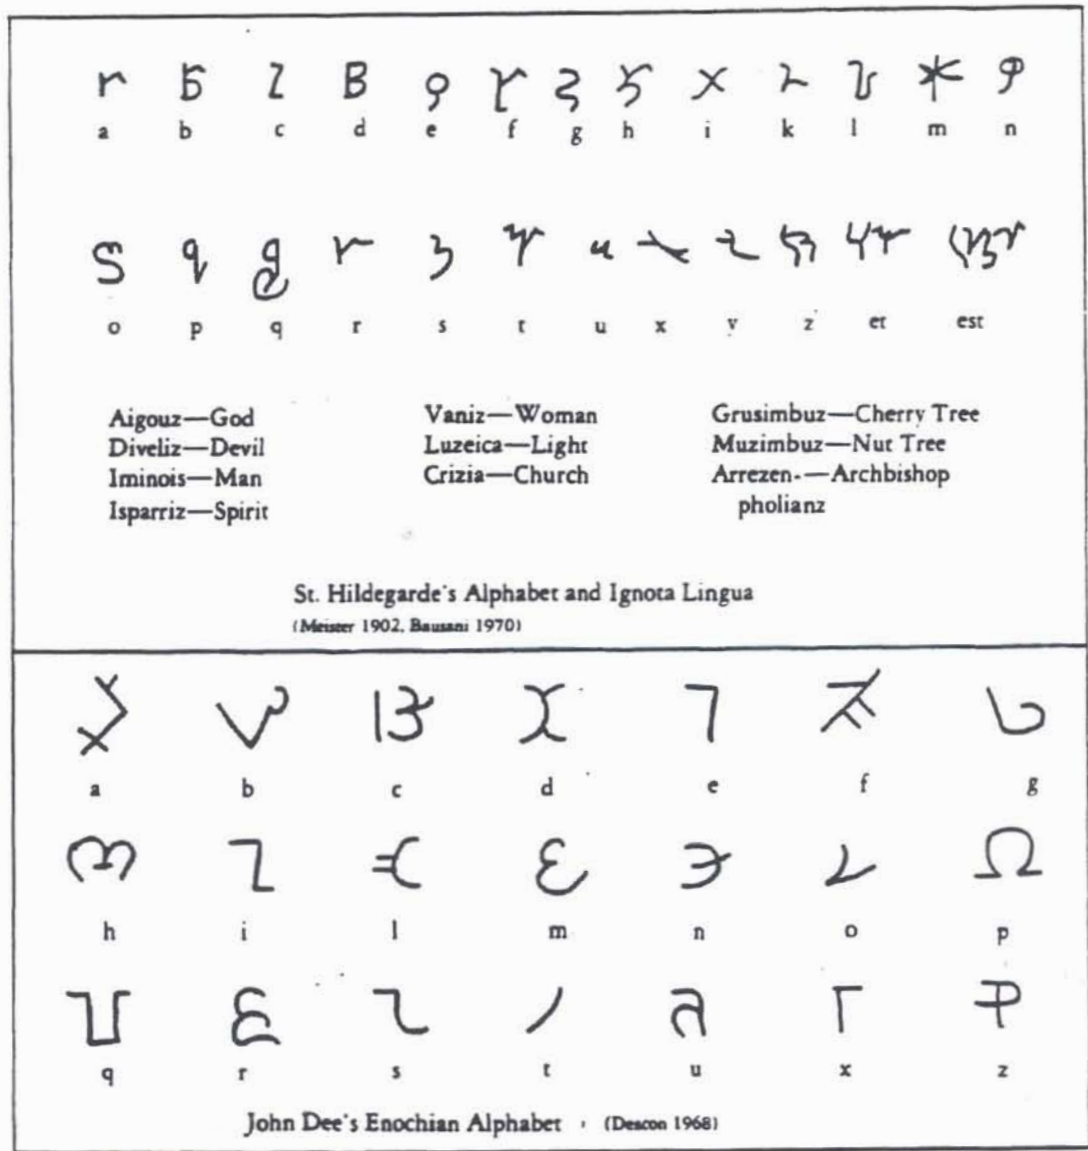 a b c d e f g h i k l m n
o p q r s t u x y z et est
Aigouz—God Vaniz—Woman Grusimbuz—Cherry Tree
Diveliz—Devil Luzeica—Light Muzimbuz—Nut Tree
Iminois—Man Crizia—Church Arrezen-—Archbishop
Isparriz—Spirit pholianz
St. Hildegarde's Alphabet and Ignota Lingua
(Meister 1902, Bausani 1970)
a b c d e f g
h i l m n o p
q r s t u x z
John Dee's Enochian Alphabet (Deacon 1968)